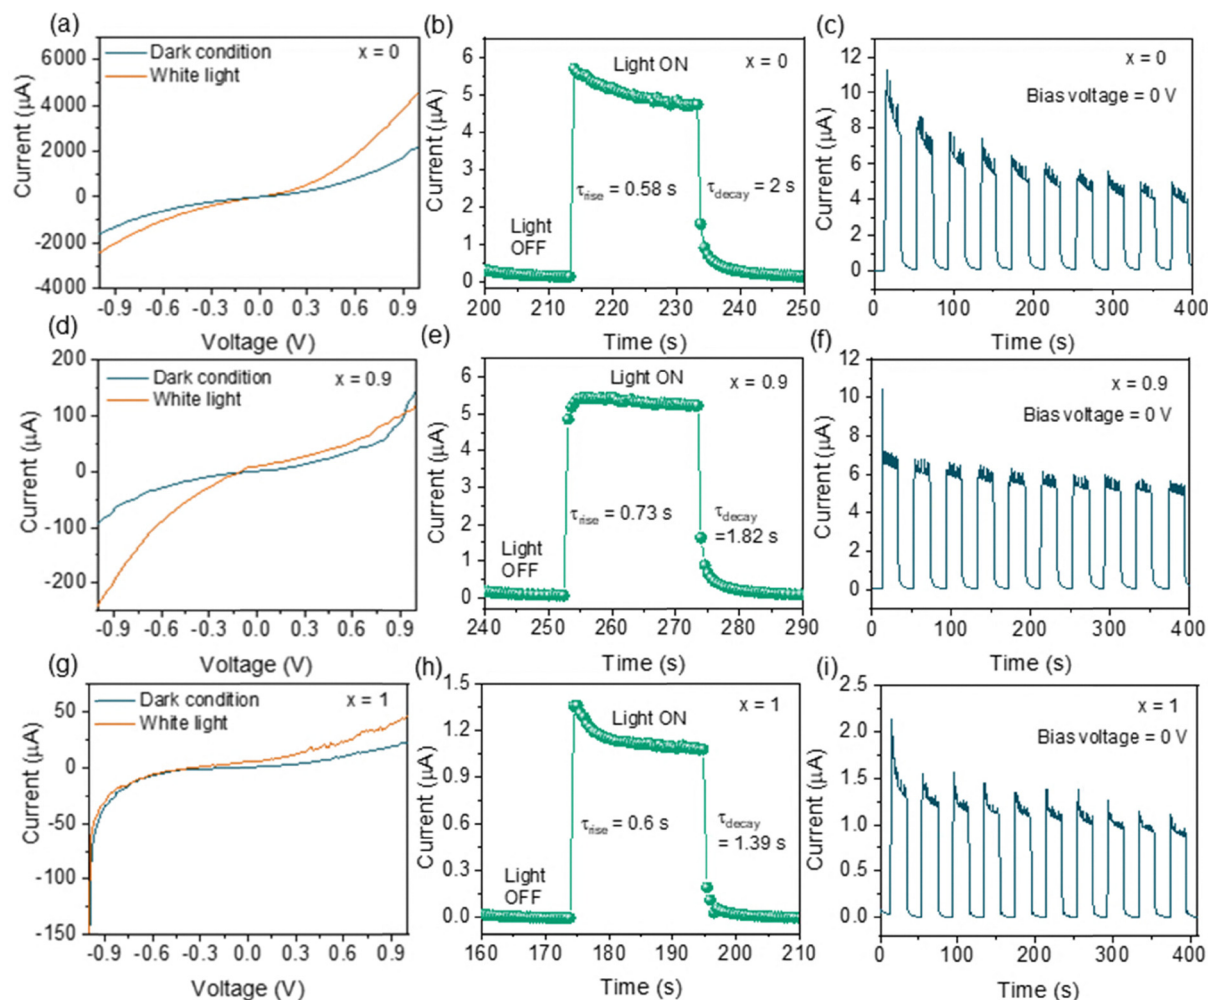 (a)
Dark condition
White light
x = 0
6000
4000
2000
0
-2000
-4000
Current (μA)
-0.9 -0.6 -0.3 0.0 0.3 0.6 0.9
Voltage (V)
(b)
Light ON
x = 0
τrise = 0.58 s
τdecay = 2 s
Light
OFF
6
5
4
3
2
1
0
Current (μA)
200 210 220 230 240 250
Time (s)
(c)
x = 0
Bias voltage = 0 V
12
10
8
6
4
2
0
Current (μA)
0 100 200 300 400
Time (s)
(d)
Dark condition
White light
x = 0.9
200
100
0
-100
-200
Current (μA)
-0.9 -0.6 -0.3 0.0 0.3 0.6 0.9
Voltage (V)
(e)
Light ON
x = 0.9
τrise = 0.73 s
τdecay
=1.82 s
Light
OFF
6
5
4
3
2
1
0
Current (μA)
240 250 260 270 280 290
Time (s)
(f)
x = 0.9
Bias voltage = 0 V
12
10
8
6
4
2
0
Current (μA)
0 100 200 300 400
Time (s)
(g)
Dark condition
White light
x = 1
50
0
-50
-100
-150
Current (μA)
-0.9 -0.6 -0.3 0.0 0.3 0.6 0.9
Voltage (V)
(h)
Light ON
x = 1
τrise = 0.6 s
τdecay
= 1.39 s
Light
OFF
1.5
1.2
0.9
0.6
0.3
0.0
Current (μA)
160 170 180 190 200 210
Time (s)
(i)
x = 1
Bias voltage = 0 V
2.5
2.0
1.5
1.0
0.5
0.0
Current (μA)
0 100 200 300 400
Time (s)